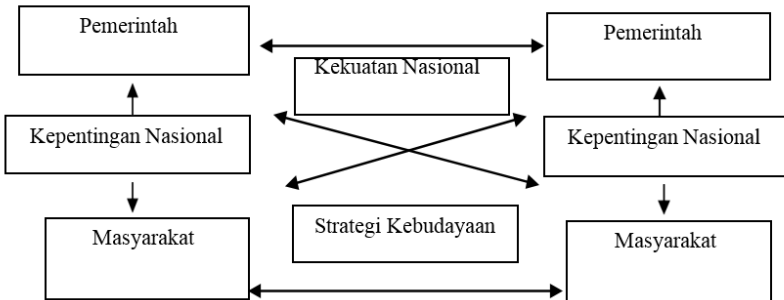 Pemerintah
Pemerintah
Kekuatan Nasional
Kepentingan Nasional
Kepentingan Nasional
Strategi Kebudayaan
Masyarakat
Masyarakat